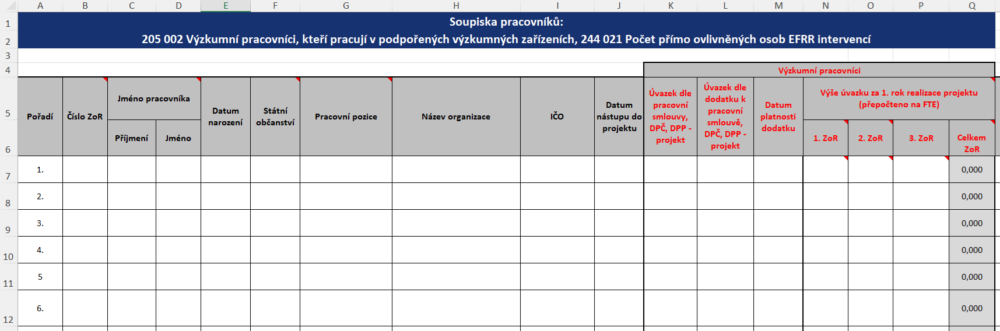 A B C D E F G H I J K L M N O P Q
1 Soupiska pracovníků:
2 205 002 Výzkumní pracovníci, kteří pracují v podpořených výzkumných zařízeních, 244 021 Počet přímo ovlivněných osob EFRR intervencí
3
4 Výzkumní pracovníci
5
6
Pořadí
Číslo ZoR
Jméno pracovníka
Příjmení
Jméno
Datum
narození
Státní
občanství
Pracovní pozice
Název organizace
IČO
Datum
nástupu do
projektu
Úvazek dle
pracovní
smlouvy,
DPČ, DPP -
projekt
Úvazek dle
dodatku k
pracovní
smlouvě,
DPČ, DPP -
projekt
Datum
platnosti
dodatku
Výše úvazku za 1. rok realizace projektu
(přepočteno na FTE)
1. ZoR
2. ZoR
3. ZoR
Celkem
ZoR
7 1. 0,000
8 2. 0,000
9 3. 0,000
10 4. 0,000
11 5 0,000
12 6. 0,000